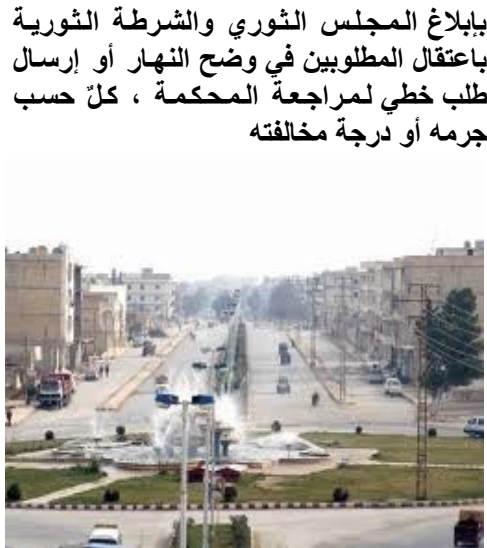 بإبلاغ المجلس الثوري والشرطة الثورية
باعتقال المطلوبين في وضح النهار أو إرسال
طلب خطي لمراجعة المحكمة ، كلٌ حسب
جرمه أو درجة مخالفته